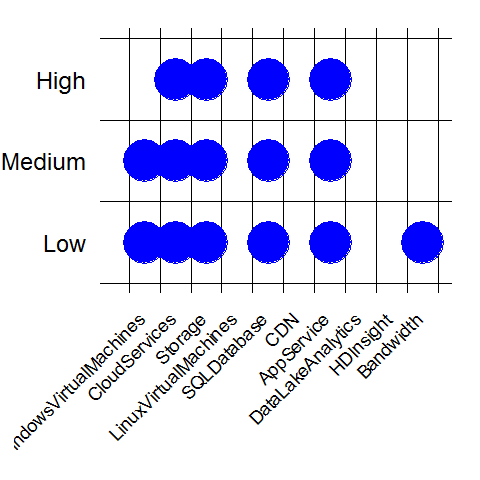 High
Medium
Low
ndowsVirtualMachines
CloudServices
Storage
LinuxVirtualMachines
SQLDatabase
CDN
AppService
DataLakeAnalytics
HDInsight
Bandwidth